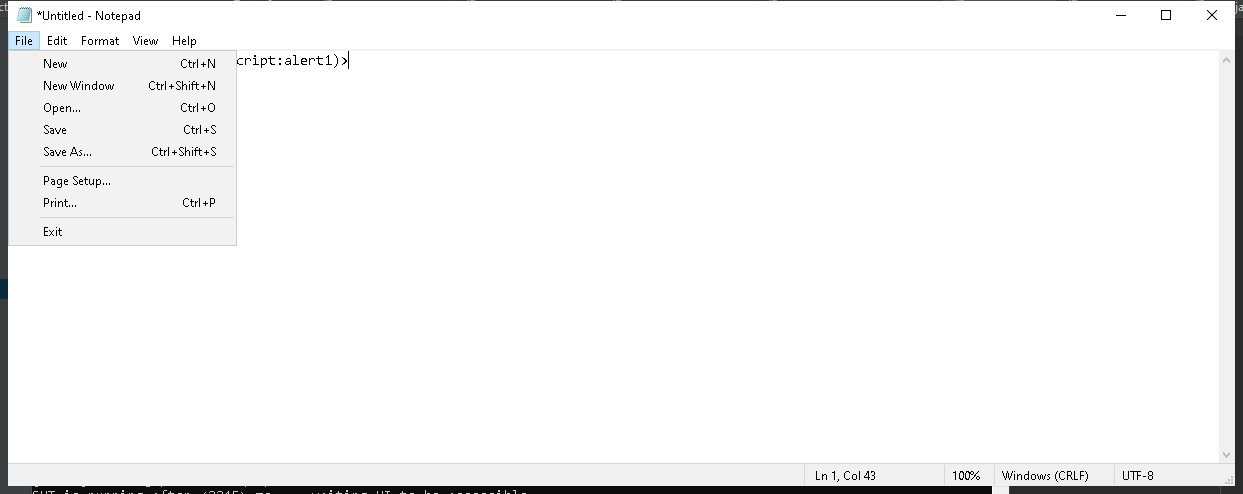 *Untitled - Notepad
File Edit Format View Help
cript:alert1)>
New Ctrl+N
New Window Ctrl+Shift+N
Open... Ctrl+O
Save Ctrl+S
Save As... Ctrl+Shift+S
Page Setup...
Print... Ctrl+P
Exit
Ln 1, Col 43 100% Windows (CRLF) UTF-8